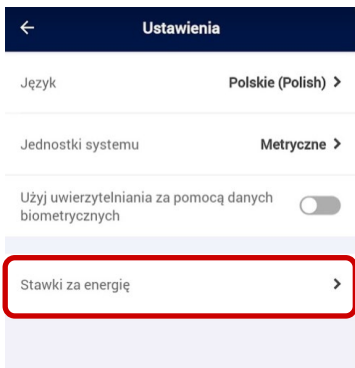 Ustawienia
Język Polskie (Polish)
Jednostki systemu Metryczne
Użyj uwierzytelniania za pomocą danych
biometrycznych
Stawki za energię